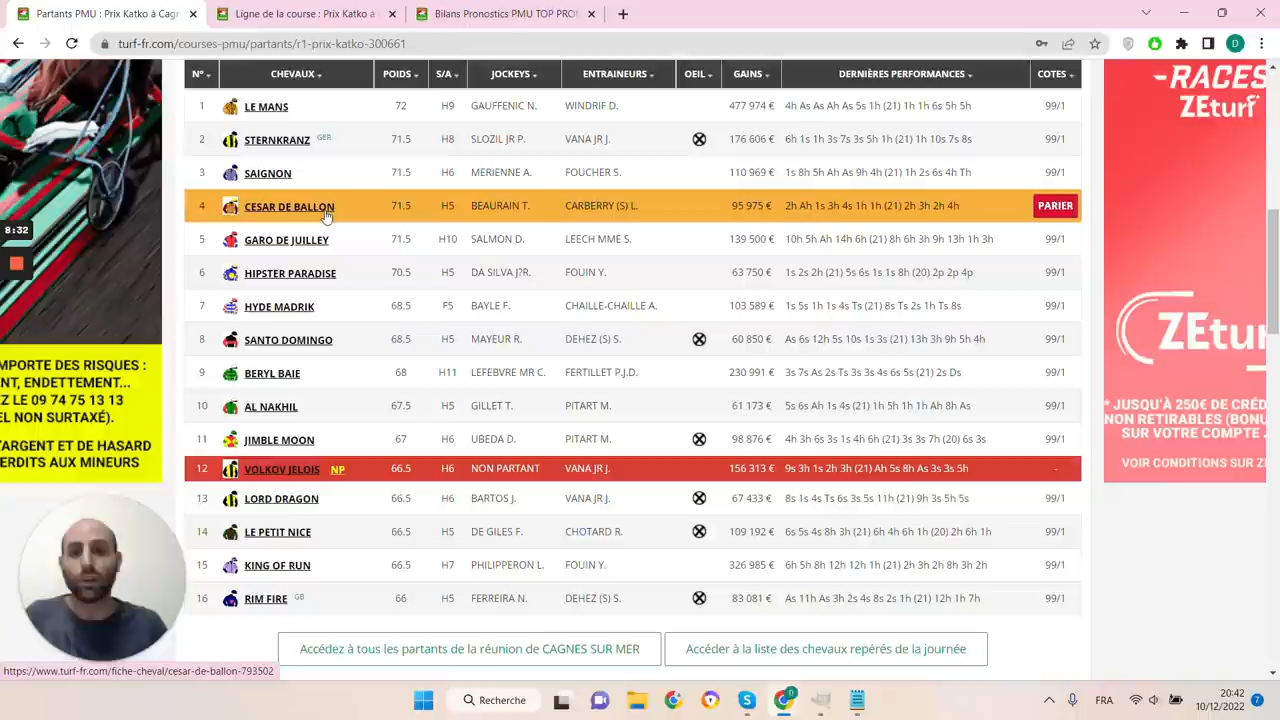 Partants PMU : Prix Katko à Cagn
Ligne de la course : Prix Katko à
Bilans Pronostics PMU TOP PRO
turf-fr.com/courses-pmu/partants/r1-prix-katko-300661
D
N° CHEVAUX POIDS S/A JOCKEYS ENTRAINEURS OEIL GAINS DERNIÈRES PERFORMANCES COTES
1 LE MANS 72 H9 GAUFFENIC N. WINDRIF D. 477 974 € 4h As As Ah As 5s 1h (21) 1h 1h 6s 5h 5h 99/1
2 STERNKRANZ GER 71.5 H8 SLOZIL JR P. VANA JR J. 176 606 € 6h 1s 1h 3s 7s 3s 5h 1h (21) 1h 10s 7s 8s 99/1
3 SAIGNON 71.5 H6 MERIENNE A. FOUCHER S. 110 969 € 1s 8h 5h Ah As 9h 4h (21) 2h 1s 6s 4h Th 99/1
4 CESAR DE BALLON 71.5 H5 BEAURAIN T. CARBERRY (S) L. 95 975 € 2h Ah 1s 3h 4s 1h 1h (21) 2h 3h 2h 4h PARIER
5 GARO DE JUILLEY 71.5 H10 SALMON D. LEECH MME S. 139 500 € 10h 5h Ah 14h 6h (21) 8h 6h 3h 9h 13h 1h 3h 99/1
6 HIPSTER PARADISE 70.5 H5 DA SILVA J?R. FOUIN Y. 63 750 € 1s 2s 2h (21) 5s 6s 1s 1s 8h (20) 2p 2p 4p 99/1
7 HYDE MADRIK 68.5 F5 BAYLE F. CHAILLE-CHAILLE A. 103 589 € 1s 5s 1h 1s 4s Ts (21) 8s Ts 2s 1h Ts 8s 99/1
8 SANTO DOMINGO 68.5 H5 MAYEUR R. DEHEZ (S) S. 60 850 € As 6s 12h 5s 10s 1s 3s (21) 13h 3h 9h 5h 4h 99/1
9 BERYL BAIE 68 H11 LEFEBVRE MR C. FERTILLET P.J.D. 230 991 € 3s 7s As 2s Ts 3s 3s 4s 6s 5s (21) 2s Ds 99/1
10 AL NAKHIL 67.5 H5 GILLET T. PITART M. 61 173 € 5s 6s Ah 1s 4s (21) 1h 5h 1h 1h Ah 8h As 99/1
11 JIMBLE MOON 67 H6 UBEDA D. PITART M. 98 876 € 4h 3h 6s 3s 1s 4h 6h (21) 3s 3s 7h (20) 6s 3s 99/1
12 VOLKOV JELOIS NP 66.5 H6 NON PARTANT VANA JR J. 156 313 € 9s 3h 1s 2h 3h (21) Ah 5s 8h As 3s 3s 5h -
13 LORD DRAGON 66.5 H6 BARTOS J. VANA JR J. 67 433 € 8s 1s 4s Ts 6s 3s 5s 11h (21) 9h 3s 5h 5s 99/1
14 LE PETIT NICE 66.5 H5 DE GILES F. CHOTARD R. 109 192 € 6s 5s 4s 8h 3h (21) 6h 4h 6h 1h (20) 2h 6h 1h 99/1
15 KING OF RUN 66.5 H7 PHILIPPERON L. FOUIN Y. 326 985 € 6h 5h 8h 12h 12h 1h (21) 2h 2h 8h 3h 2h 99/1
16 RIM FIRE GB 66 H5 FERREIRA N. DEHEZ (S) S. 83 081 € As 11h As 3h 2s 4s 8s 2s 1h (21) 12h 1h 7h 99/1
Accédez à tous les partants de la réunion de CAGNES SUR MER
Accéder à la liste des chevaux repérés de la journée
8:32
MPORTE DES RISQUES :
NT, ENDETTEMENT...
Z LE 09 74 75 13 13
EL NON SURTAXÉ).
'ARGENT ET DE HASARD
ERDITS AUX MINEURS
-RACES
ZEturf
ZEtur
* JUSQU'À 250€ DE CRÉD
NON RETIRABLES (BONU
SUR VOTRE COMPTE .
VOIR CONDITIONS SUR Z
https://www.turf-fr.com/fiche-cheval/cesar-de-ballon-793502
Recherche
FRA
20:42
10/12/2022
7